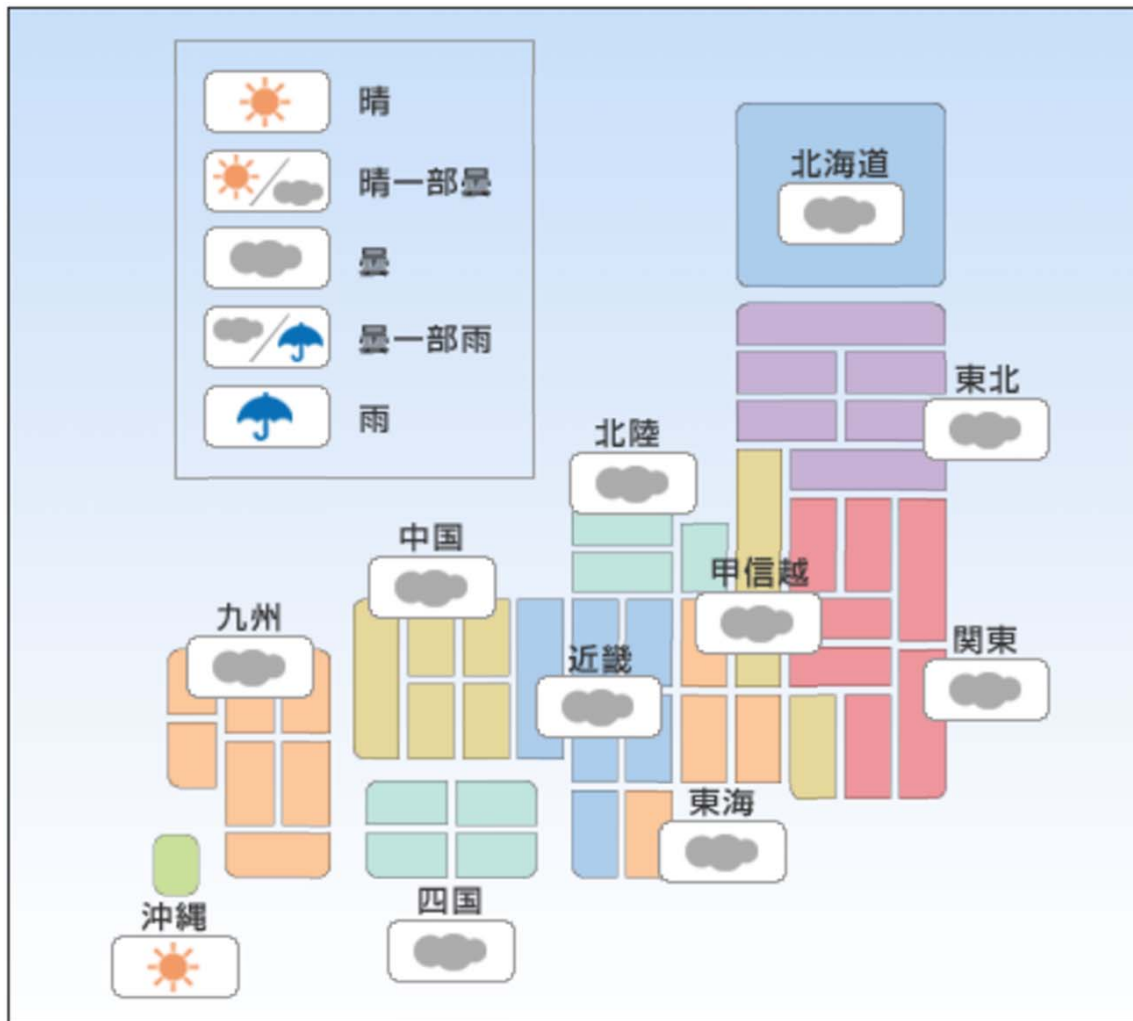 晴
晴一部曇
曇
曇一部雨
雨
北海道
東北
北陸
中国
甲信越
九州
近畿
関東
東海
四国
沖縄